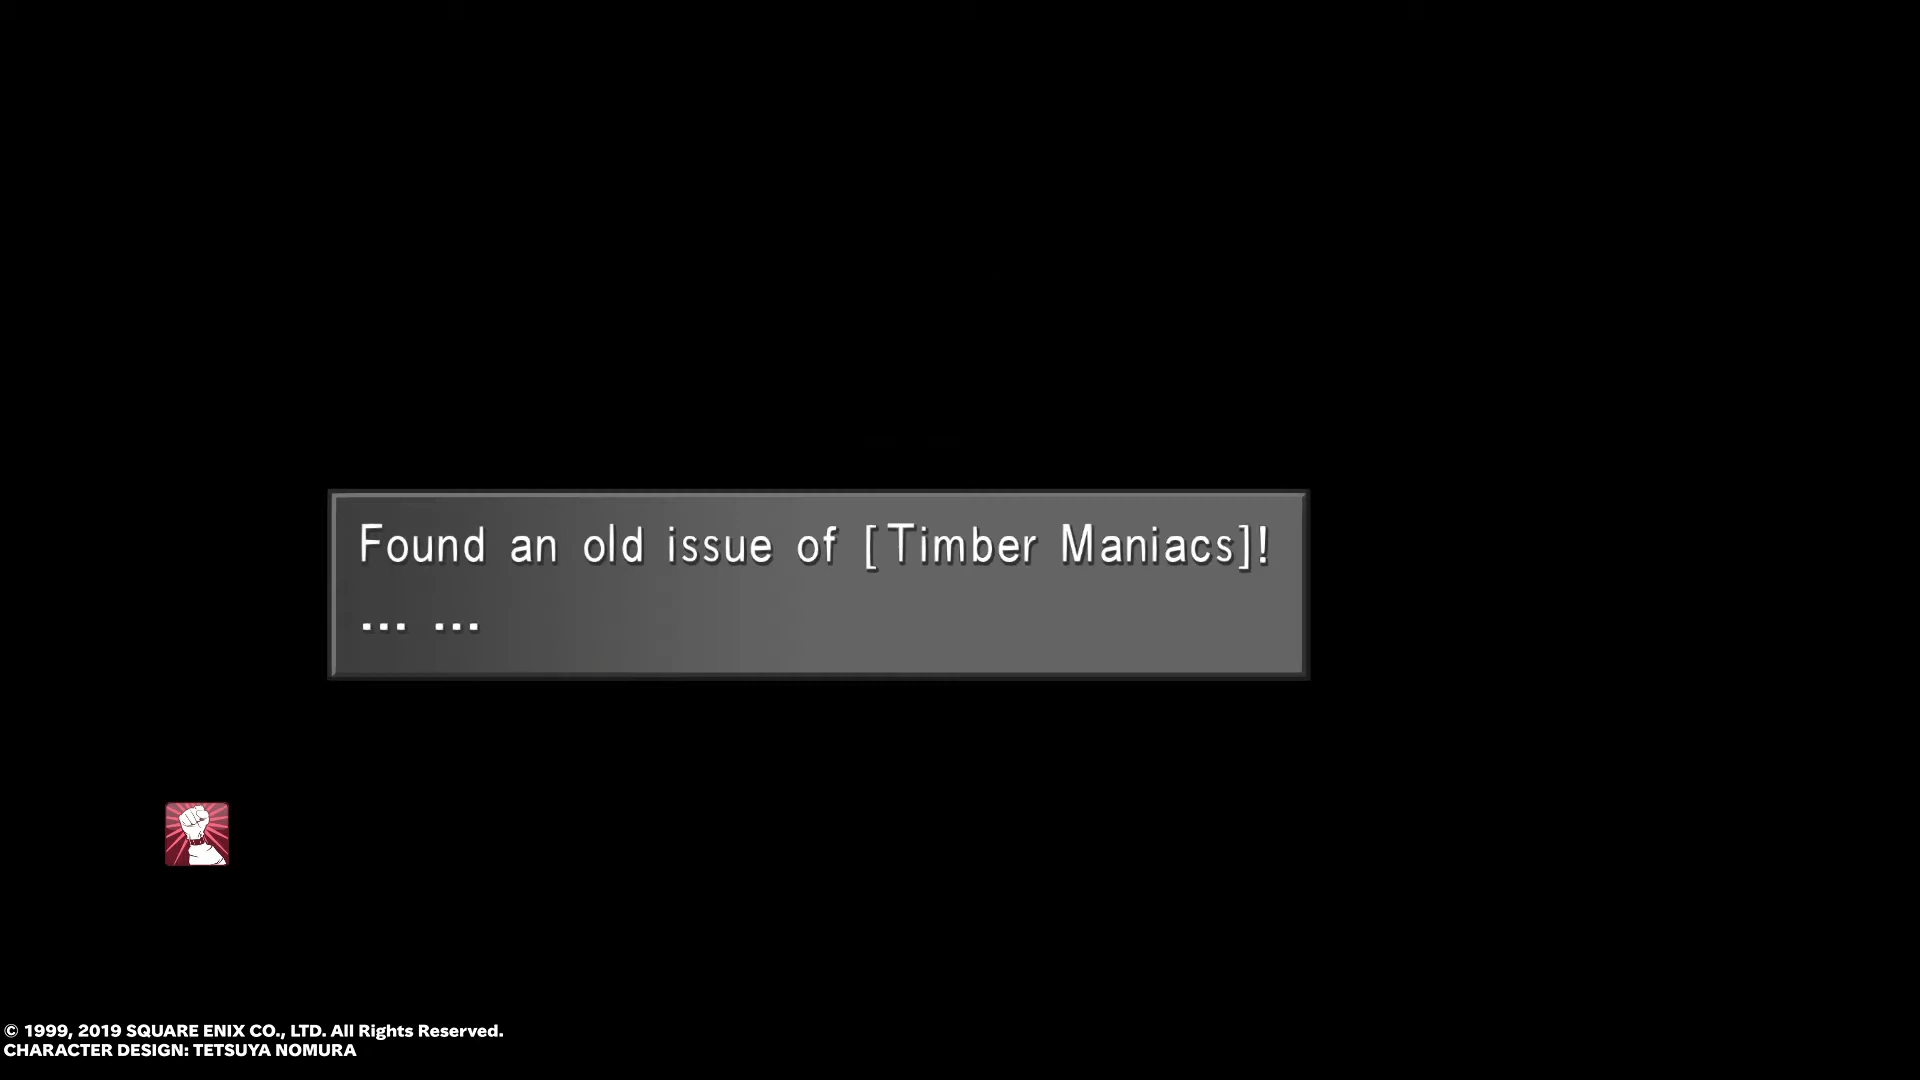 Found an old issue of [Timber Maniacs]!
... ...
© 1999, 2019 SQUARE ENIX CO., LTD. All Rights Reserved.
CHARACTER DESIGN: TETSUYA NOMURA